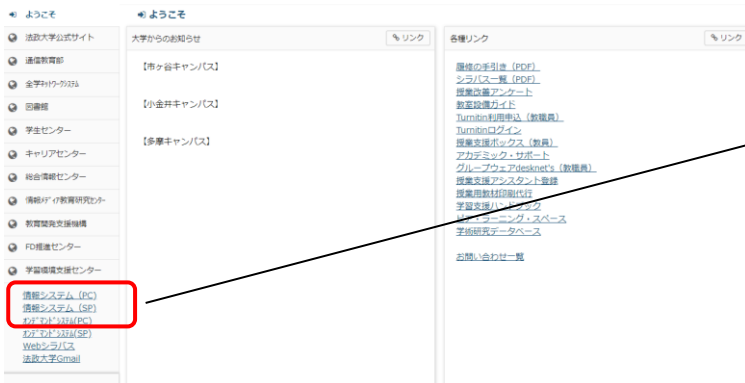 ようこそ
法政大学公式サイト
通信教育部
全学ネットワークシステム
図書館
学生センター
キャリアセンター
総合情報センター
情報メディア教育研究センター
教育開発支援機構
FD推進センター
学習環境支援センター
情報システム（PC)
情報システム（SP)
オンデマンドシステム(PC)
オンデマンドシステム(SP)
Webシラバス
法政大学Gmail
ようこそ
大学からのお知らせ
リンク
【市ヶ谷キャンパス】
【小金井キャンパス】
【多摩キャンパス】
各種リンク
リンク
履修の手引き（PDF）
シラバス一覧（PDF）
授業改善アンケート
教室設備ガイド
Turnitin利用申込（教職員）
Turnitinログイン
授業支援ボックス（教員）
アカデミック・サポート
グループウェアdesknet's（教職員）
授業支援アシスタント登録
授業用教材印刷代行
学習支援ハンドブック
ピア・ラーニング・スペース
学術研究データベース
お問い合わせ一覧